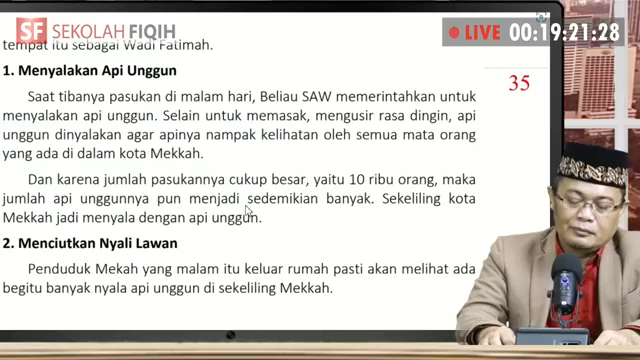 SF SEKOLAH FIQIH
LIVE 00:19:21:28
tempat itu sebagai Wadi Fatimah.
1. Menyalakan Api Unggun
35
Saat tibanya pasukan di malam hari, Beliau SAW memerintahkan untuk
menyalakan api unggun. Selain untuk memasak, mengusir rasa dingin, api
unggun dinyalakan agar apinya nampak kelihatan oleh semua mata orang
yang ada di dalam kota Mekkah.
Dan karena jumlah pasukannya cukup besar, yaitu 10 ribu orang, maka
jumlah api unggunnya pun menjadi sedemikian banyak. Sekeliling kota
Mekkah jadi menyala dengan api unggun.
2. Menciutkan Nyali Lawan
Penduduk Mekah yang malam itu keluar rumah pasti akan melihat ada
begitu banyak nyala api unggun di sekeliling Mekkah.